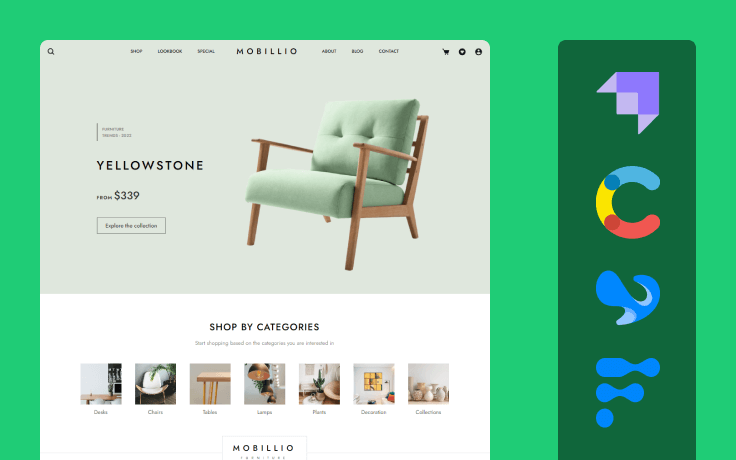 SHOP LOOKBOOK SPECIAL MOBILLIO ABOUT BLOG CONTACT
FURNITURE
TRENDS - 2022
YELLOWSTONE
FROM $339
Explore the collection
SHOP BY CATEGORIES
Start shopping based on the categories you are interested in
Desks Chairs Tables Lamps Plants Decoration Collections
MOBILLIO
FURNITURE